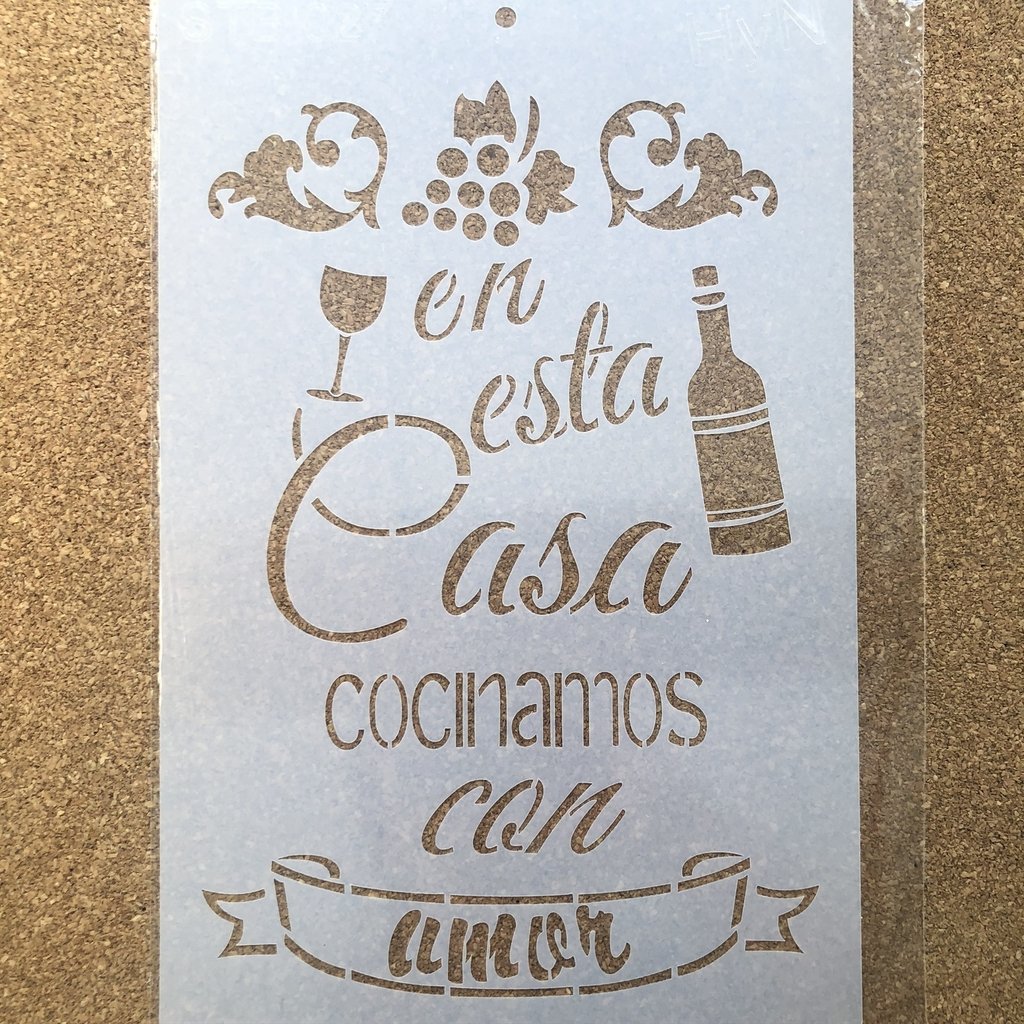 en
esta
Casa
cocinamos
con
amor